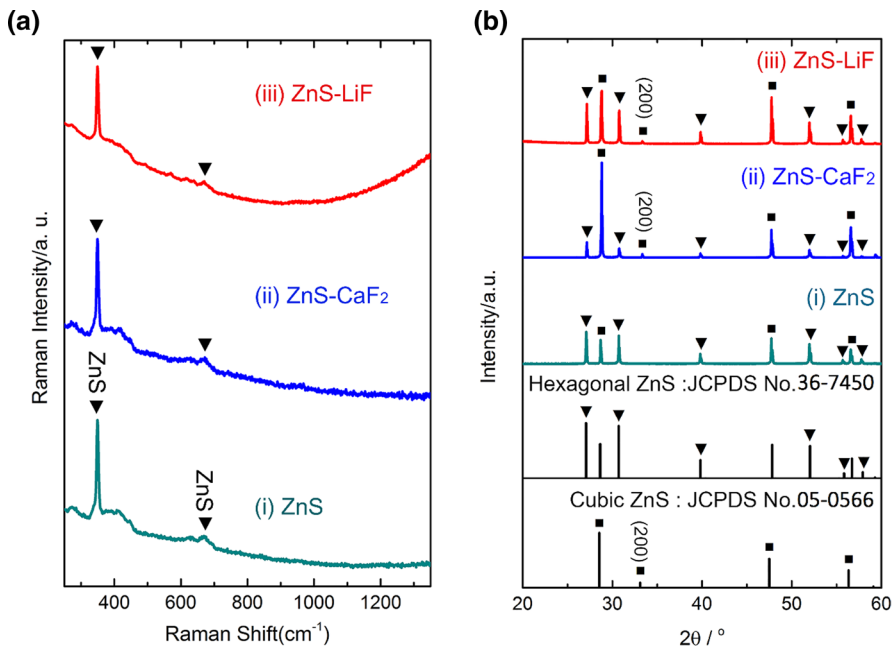 (a)
(iii) ZnS-LiF
(ii) ZnS-CaF₂
ZnS
ZnS
(i) ZnS
Raman Intensity/a. u.
400
600
800
1000
1200
Raman Shift(cm⁻¹)
(b)
(iii) ZnS-LiF
(200)
(ii) ZnS-CaF₂
(200)
(i) ZnS
Hexagonal ZnS :JCPDS No.36-7450
Cubic ZnS : JCPDS No.05-0566
(200)
Intensity/a.u.
20
30
40
50
60
2θ / °